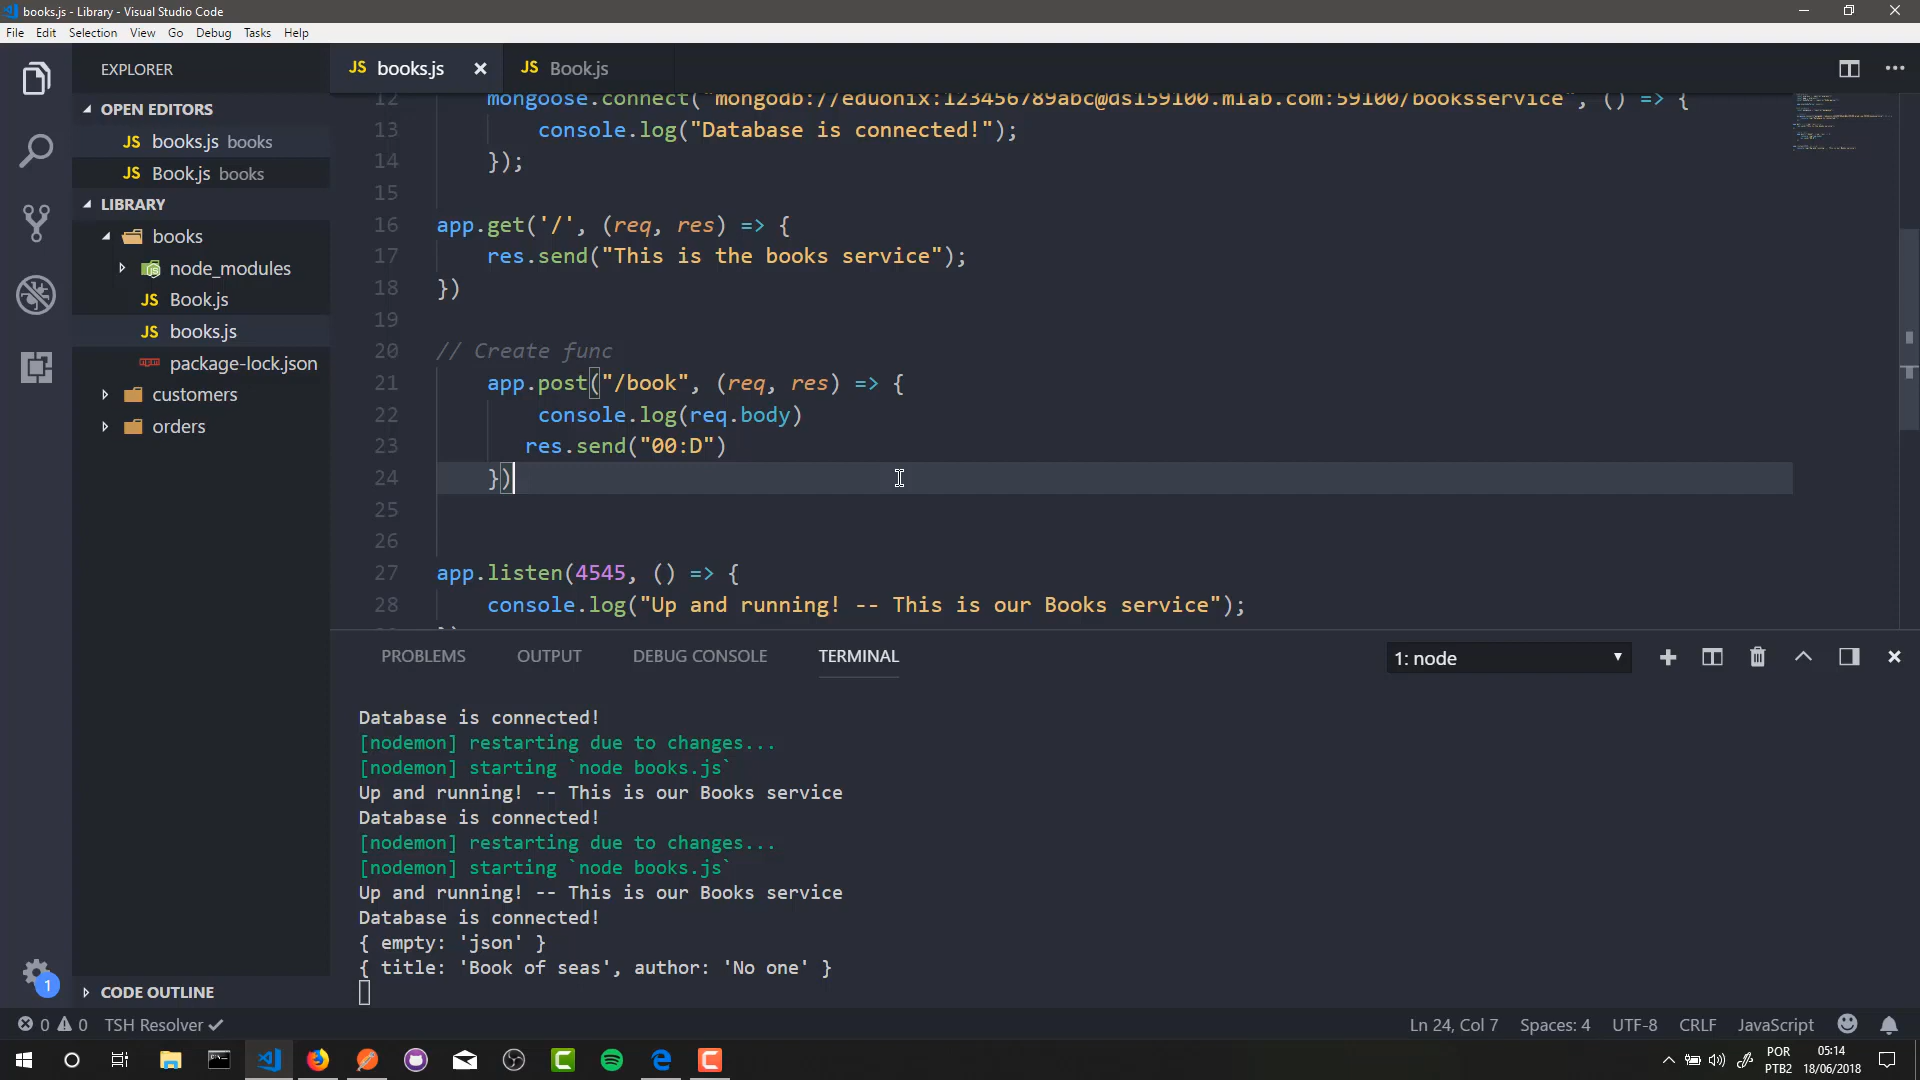 books.js - Library - Visual Studio Code
File Edit Selection View Go Debug Tasks Help
EXPLORER
OPEN EDITORS
JS books.js books
JS Book.js books
LIBRARY
books
node_modules
JS Book.js
JS books.js
package-lock.json
customers
orders
CODE OUTLINE
JS books.js
JS Book.js
12 mongoose.connect("mongodb://eduonix:123456789abc@ds159100.mlab.com:59100/booksservice", () => {
13 console.log("Database is connected!");
14 });
15
16 app.get('/', (req, res) => {
17 res.send("This is the books service");
18 })
19
20 // Create func
21 app.post("/book", (req, res) => {
22 console.log(req.body)
23 res.send("00:D")
24 })
25
26
27 app.listen(4545, () => {
28 console.log("Up and running! -- This is our Books service");
PROBLEMS OUTPUT DEBUG CONSOLE TERMINAL
1: node
Database is connected!
[nodemon] restarting due to changes...
[nodemon] starting `node books.js`
Up and running! -- This is our Books service
Database is connected!
[nodemon] restarting due to changes...
[nodemon] starting `node books.js`
Up and running! -- This is our Books service
Database is connected!
{ empty: 'json' }
{ title: 'Book of seas', author: 'No one' }
1
0 0 TSH Resolver
Ln 24, Col 7 Spaces: 4 UTF-8 CRLF JavaScript
POR
PTB2
05:14
18/06/2018